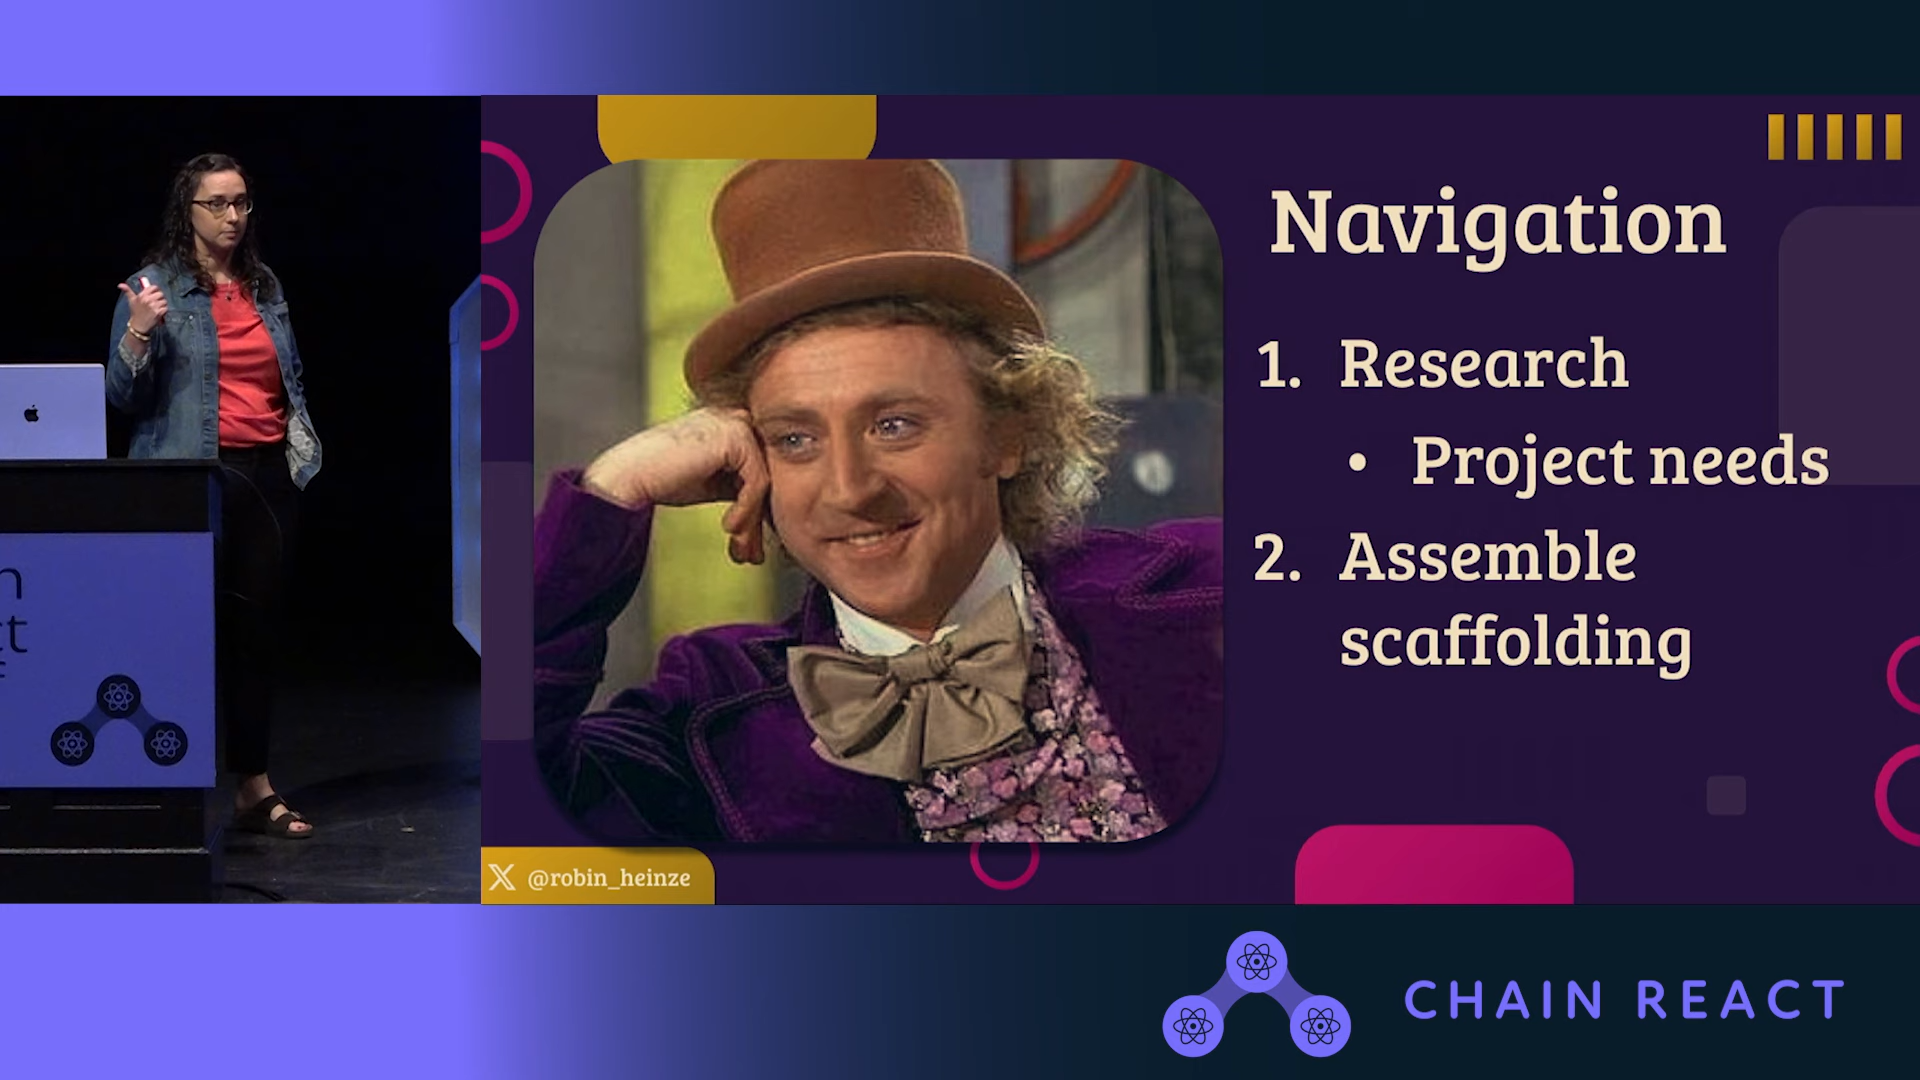 Navigation
1. Research
• Project needs
2. Assemble
scaffolding
@robin_heinze
CHAIN REACT